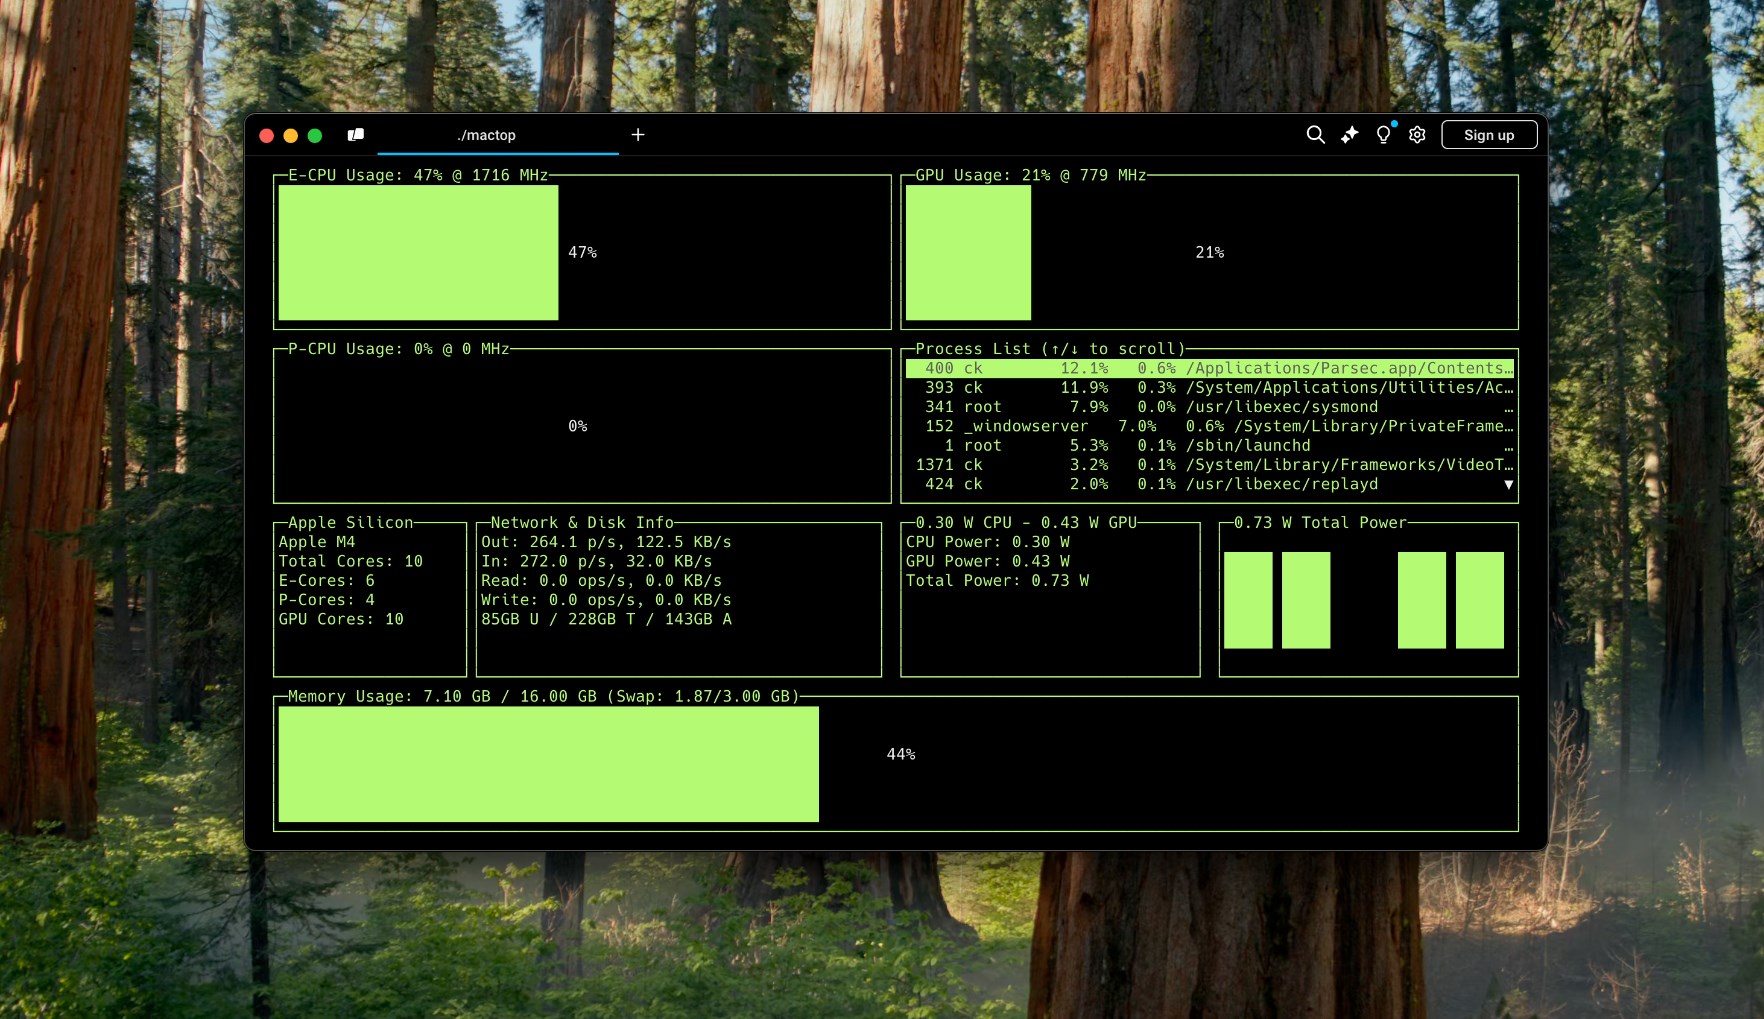 ./mactop
Sign up
E-CPU Usage: 47% @ 1716 MHz
47%
GPU Usage: 21% @ 779 MHz
21%
P-CPU Usage: 0% @ 0 MHz
0%
Process List (↑/↓ to scroll)
400 ck 12.1% 0.6% /Applications/Parsec.app/Contents…
393 ck 11.9% 0.3% /System/Applications/Utilities/Ac…
341 root 7.9% 0.0% /usr/libexec/sysmond …
152 _windowserver 7.0% 0.6% /System/Library/PrivateFrame…
1 root 5.3% 0.1% /sbin/launchd …
1371 ck 3.2% 0.1% /System/Library/Frameworks/VideoT…
424 ck 2.0% 0.1% /usr/libexec/replayd ▼
Apple Silicon
Apple M4
Total Cores: 10
E-Cores: 6
P-Cores: 4
GPU Cores: 10
Network & Disk Info
Out: 264.1 p/s, 122.5 KB/s
In: 272.0 p/s, 32.0 KB/s
Read: 0.0 ops/s, 0.0 KB/s
Write: 0.0 ops/s, 0.0 KB/s
85GB U / 228GB T / 143GB A
0.30 W CPU - 0.43 W GPU
CPU Power: 0.30 W
GPU Power: 0.43 W
Total Power: 0.73 W
0.73 W Total Power
Memory Usage: 7.10 GB / 16.00 GB (Swap: 1.87/3.00 GB)
44%